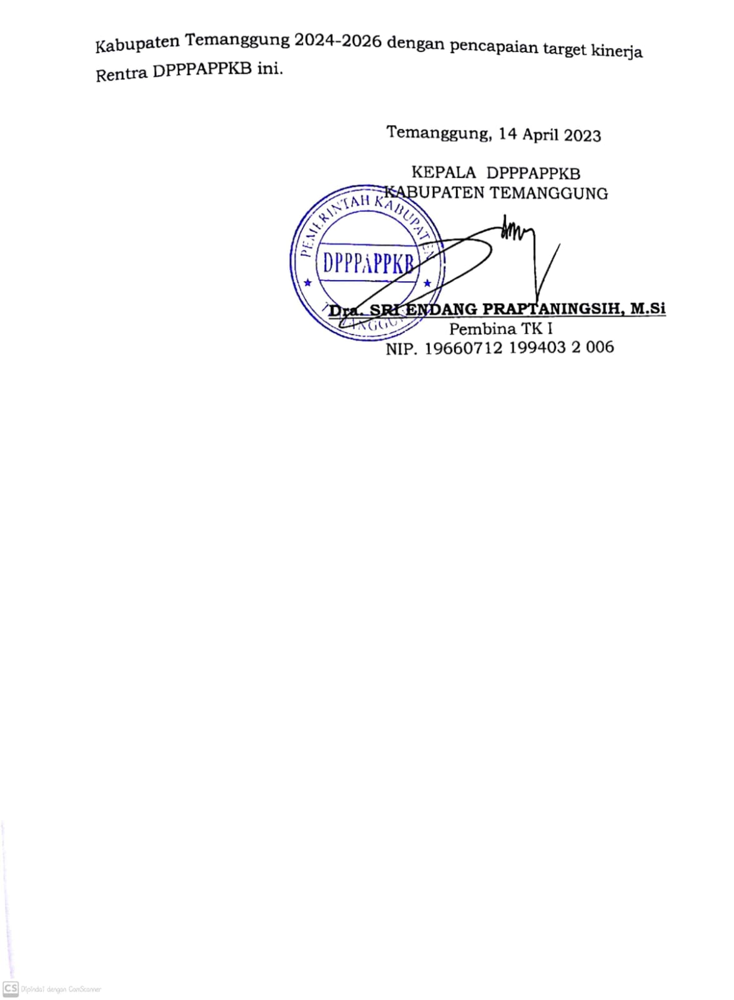 Kabupaten Temanggung 2024-2026 dengan pencapaian target kinerja
Rentra DPPPAPPKB ini.
Temanggung, 14 April 2023
KEPALA DPPPAPPKB
KABUPATEN TEMANGGUNG
PEMERINTAH KABUPATEN
DPPPAPPKB
Dra. SRI ENDANG PRAPTANINGSIH, M.Si
Pembina TK I
NIP. 19660712 199403 2 006
CS Dipindai dengan CamScanner